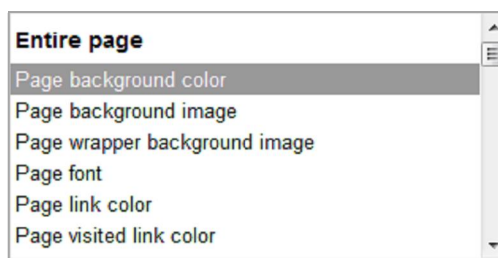 Entire page
Page background color
Page background image
Page wrapper background image
Page font
Page link color
Page visited link color